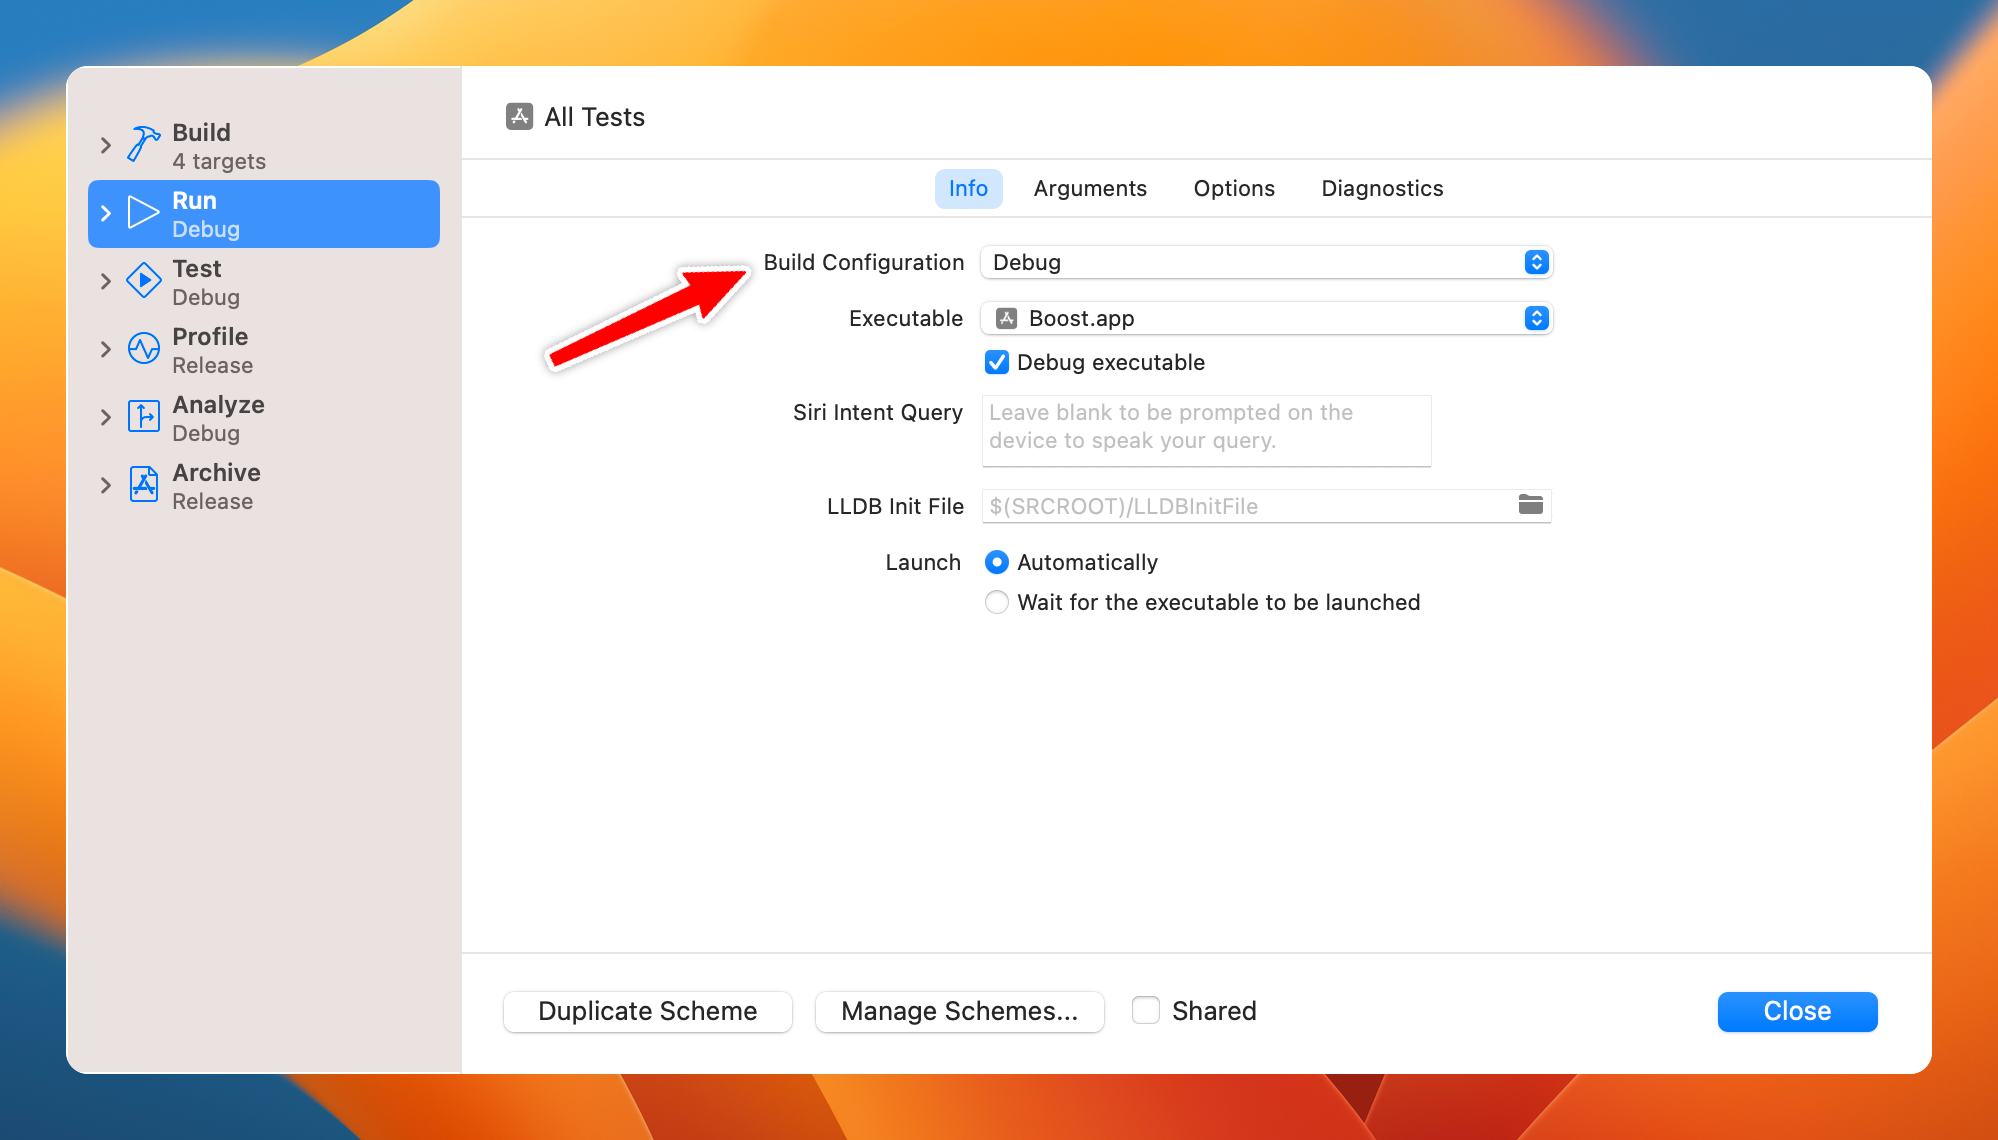 Build
4 targets
Run
Debug
Test
Debug
Profile
Release
Analyze
Debug
Archive
Release
All Tests
Info Arguments Options Diagnostics
Build Configuration Debug
Executable Boost.app
Debug executable
Siri Intent Query Leave blank to be prompted on the
device to speak your query.
LLDB Init File $(SRCROOT)/LLDBInitFile
Launch Automatically
Wait for the executable to be launched
Duplicate Scheme Manage Schemes... Shared Close